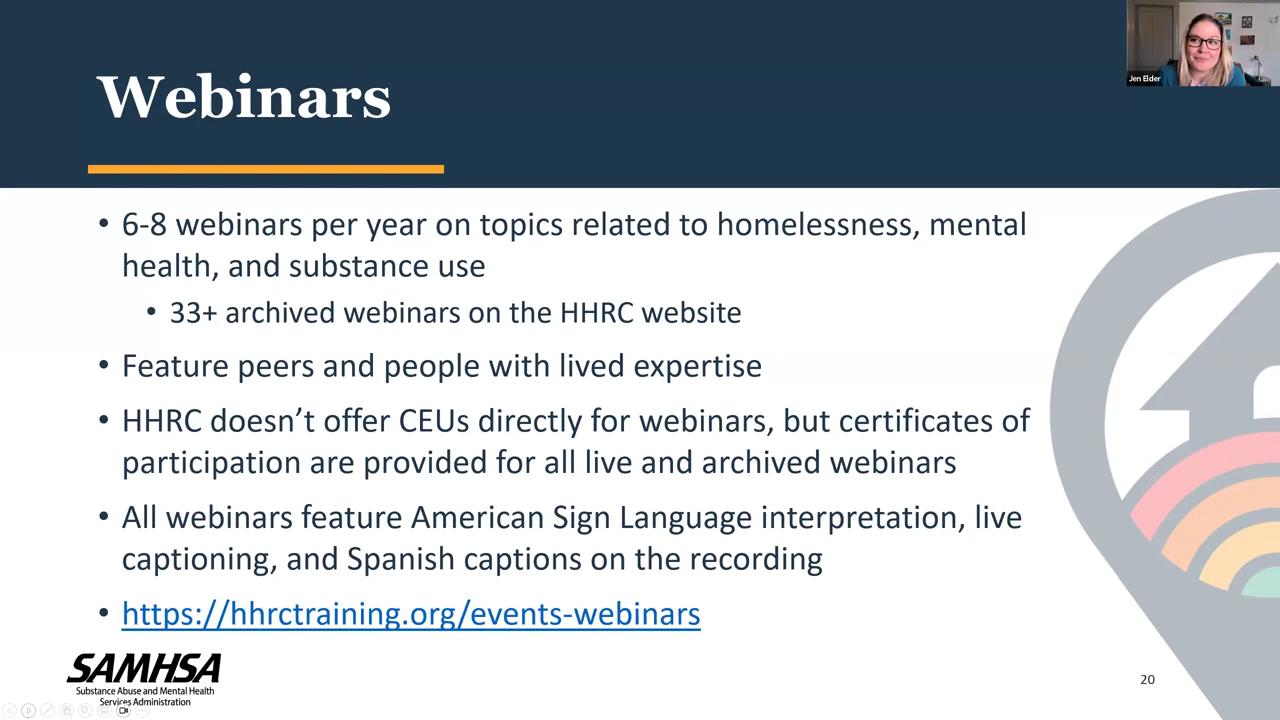 Webinars
Jen Elder
• 6-8 webinars per year on topics related to homelessness, mental
health, and substance use
• 33+ archived webinars on the HHRC website
• Feature peers and people with lived expertise
• HHRC doesn’t offer CEUs directly for webinars, but certificates of
participation are provided for all live and archived webinars
• All webinars feature American Sign Language interpretation, live
captioning, and Spanish captions on the recording
• https://hhrctraining.org/events-webinars
SAMHSA
Substance Abuse and Mental Health
Services Administration
20